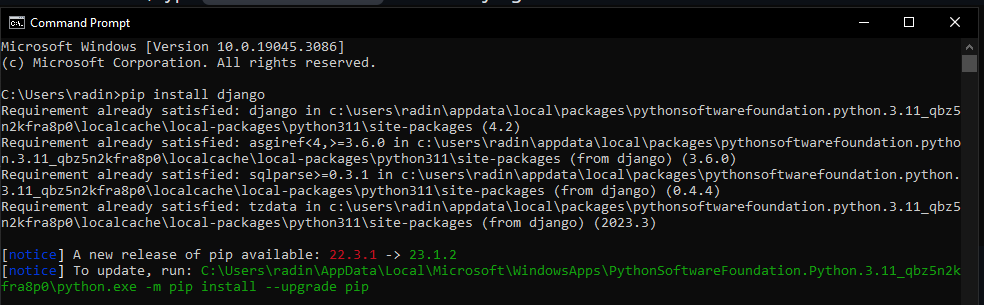 Command Prompt
Microsoft Windows [Version 10.0.19045.3086]
(c) Microsoft Corporation. All rights reserved.
C:\Users\radin>pip install django
Requirement already satisfied: django in c:\users\radin\appdata\local\packages\pythonsoftwarefoundation.python.3.11_qbz5
n2kfra8p0\localcache\local-packages\python311\site-packages (4.2)
Requirement already satisfied: asgiref<4,>=3.6.0 in c:\users\radin\appdata\local\packages\pythonsoftwarefoundation.pytho
n.3.11_qbz5n2kfra8p0\localcache\local-packages\python311\site-packages (from django) (3.6.0)
Requirement already satisfied: sqlparse>=0.3.1 in c:\users\radin\appdata\local\packages\pythonsoftwarefoundation.python.
3.11_qbz5n2kfra8p0\localcache\local-packages\python311\site-packages (from django) (0.4.4)
Requirement already satisfied: tzdata in c:\users\radin\appdata\local\packages\pythonsoftwarefoundation.python.3.11_qbz5
n2kfra8p0\localcache\local-packages\python311\site-packages (from django) (2023.3)
[notice] A new release of pip available: 22.3.1 -> 23.1.2
[notice] To update, run: C:\Users\radin\AppData\Local\Microsoft\WindowsApps\PythonSoftwareFoundation.Python.3.11_qbz5n2k
fra8p0\python.exe -m pip install --upgrade pip